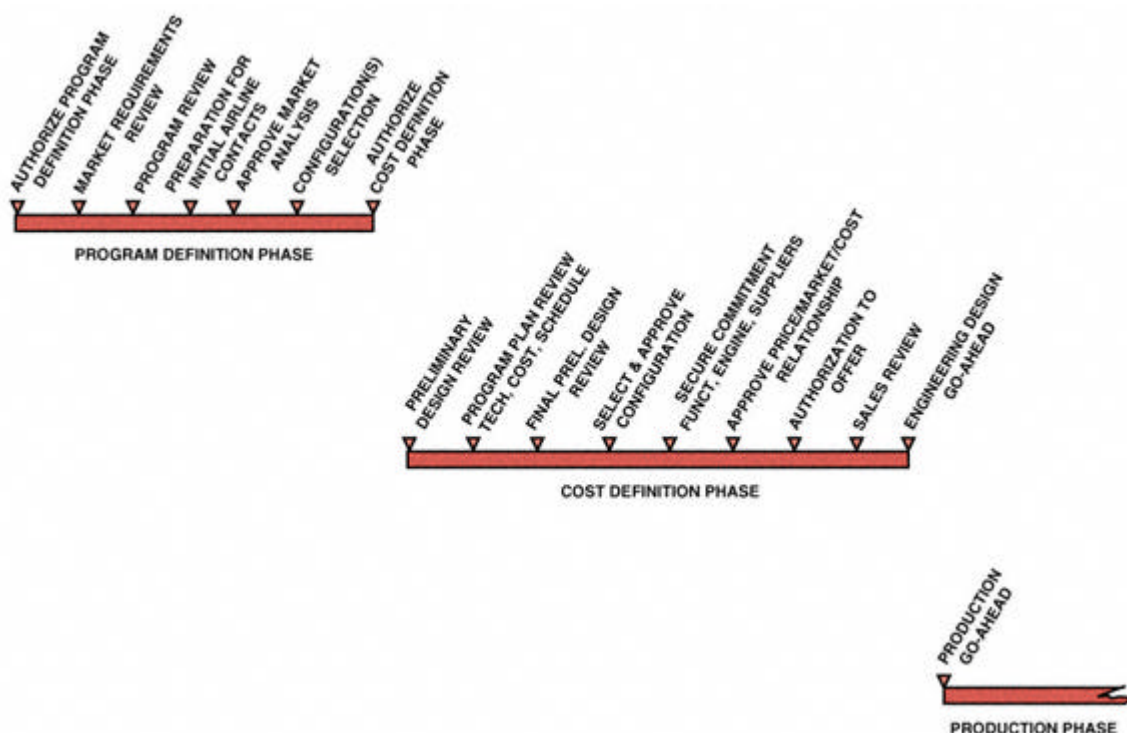 AUTHORIZE PROGRAM
DEFINITION PHASE
MARKET REQUIREMENTS
REVIEW
PROGRAM REVIEW
PREPARATION FOR
INITIAL AIRLINE
CONTACTS
APPROVE MARKET
ANALYSIS
CONFIGURATION(S)
SELECTION
AUTHORIZE
COST DEFINITION
PHASE
PROGRAM DEFINITION PHASE
PRELIMINARY
DESIGN REVIEW
PROGRAM PLAN REVIEW
TECH, COST, SCHEDULE
FINAL PREL. DESIGN
REVIEW
SELECT & APPROVE
CONFIGURATION
SECURE COMMITMENT
FUNCT, ENGINE, SUPPLIERS
APPROVE PRICE/MARKET/COST
RELATIONSHIP
AUTHORIZATION TO
OFFER
SALES REVIEW
ENGINEERING DESIGN
GO-AHEAD
COST DEFINITION PHASE
PRODUCTION
GO-AHEAD
PRODUCTION PHASE